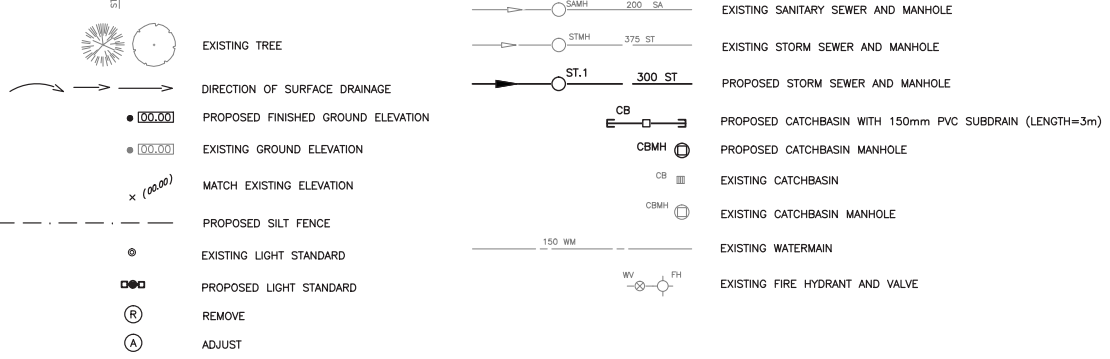 EXISTING TREE
DIRECTION OF SURFACE DRAINAGE
00.00 PROPOSED FINISHED GROUND ELEVATION
00.00 EXISTING GROUND ELEVATION
(00.00) MATCH EXISTING ELEVATION
PROPOSED SILT FENCE
EXISTING LIGHT STANDARD
PROPOSED LIGHT STANDARD
R REMOVE
A ADJUST
SAMH 200 SA EXISTING SANITARY SEWER AND MANHOLE
STMH 375 ST EXISTING STORM SEWER AND MANHOLE
ST.1 300 ST PROPOSED STORM SEWER AND MANHOLE
CB PROPOSED CATCHBASIN WITH 150mm PVC SUBDRAIN (LENGTH=3m)
CBMH PROPOSED CATCHBASIN MANHOLE
CB EXISTING CATCHBASIN
CBMH EXISTING CATCHBASIN MANHOLE
150 WM EXISTING WATERMAIN
WV FH EXISTING FIRE HYDRANT AND VALVE